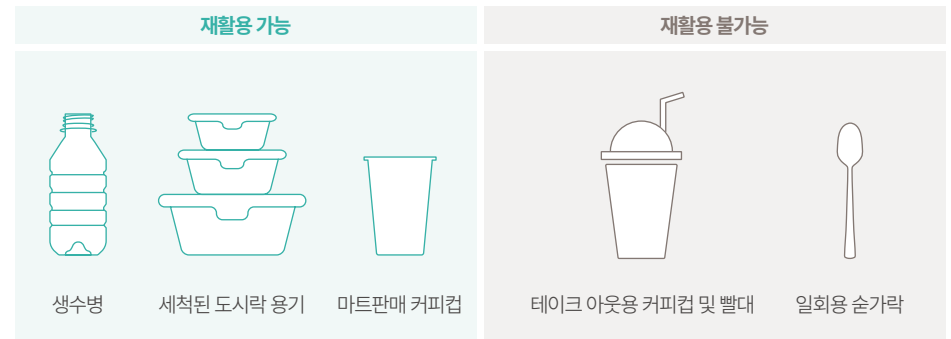 재활용 가능
재활용 불가능
생수병
세척된 도시락 용기
마트판매 커피컵
테이크 아웃용 커피컵 및 빨대
일회용 숟가락